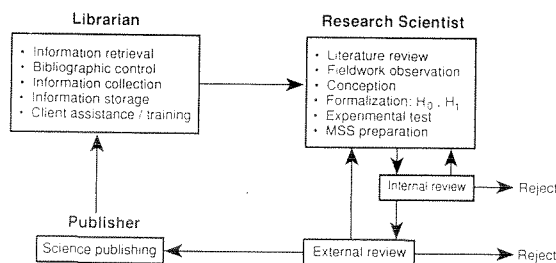 Librarian
• Information retrieval
• Bibliographic control
• Information collection
• Information storage
• Client assistance / training
Research Scientist
• Literature review
• Fieldwork observation
• Conception
• Formalization: H0 , H1
• Experimental test
• MSS preparation
Internal review
Reject
Publisher
Science publishing
External review
Reject